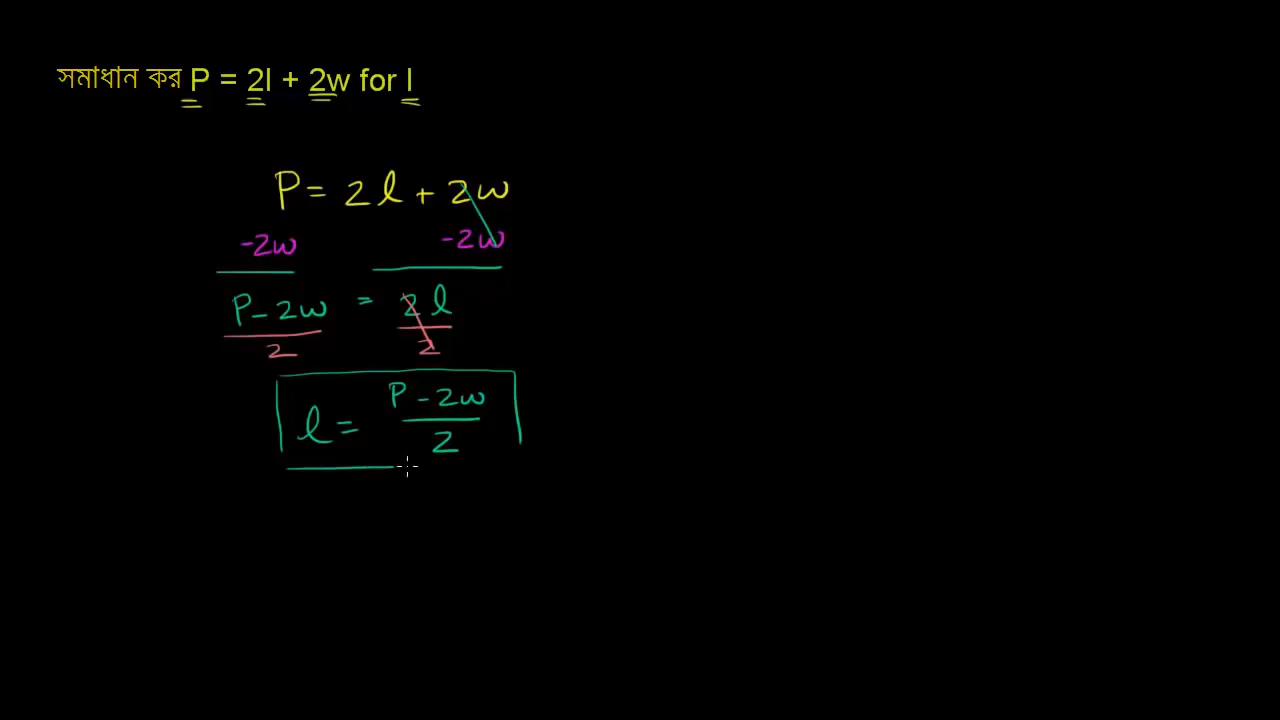 সমাধান কর P = 2l + 2w for l
P = 2l + 2w
-2w -2w
P - 2w = 2l
2 2
l = P - 2w
2